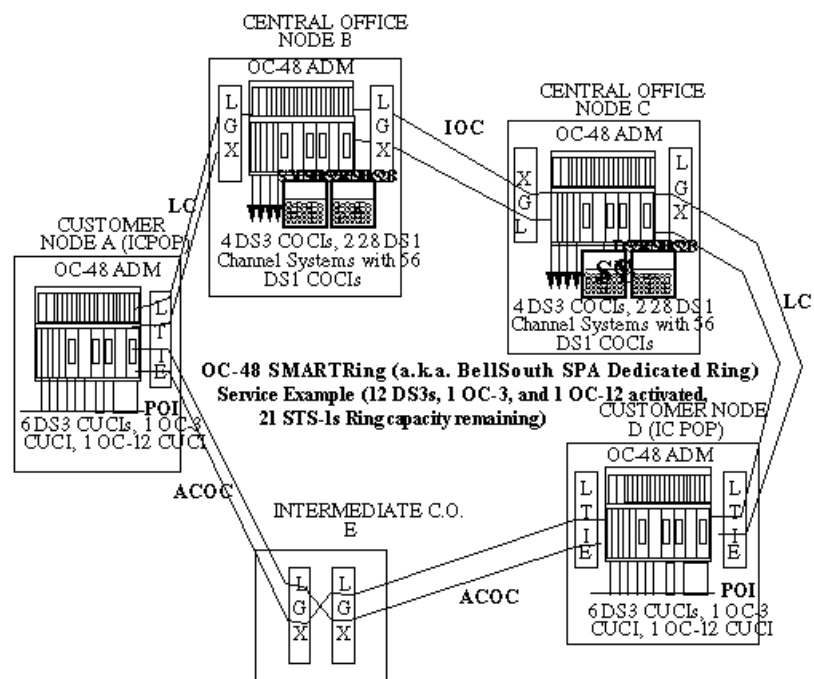 CENTRAL OFFICE
NODE B
OC-48 ADM
L
G
X
L
G
X
4 DS3 COCIs, 2 28 DS1
Channel Systems with 56
DS1 COCIs
IOC
CENTRAL OFFICE
NODE C
OC-48 ADM
X
G
L
L
G
X
4 DS3 COCIs, 2 28 DS1
Channel Systems with 56
DS1 COCIs
LC
LC
CUSTOMER
NODE A (ICPOP)
OC-48 ADM
L
T
IE
POI
6 DS3 CUCIs, 1 OC-3
CUCI, 1 OC-12 CUCI
OC-48 SMARTRing (a.k.a. BellSouth SPA Dedicated Ring)
Service Example (12 DS3s, 1 OC-3, and 1 OC-12 activated,
21 STS-1s Ring capacity remaining)
CUSTOMER NODE
D (IC POP)
OC-48 ADM
L
T
IE
L
T
IE
POI
6 DS3 CUCIs, 1 OC-3
CUCI, 1 OC-12 CUCI
ACOC
ACOC
INTERMEDIATE C.O.
E
L
G
X
L
G
X